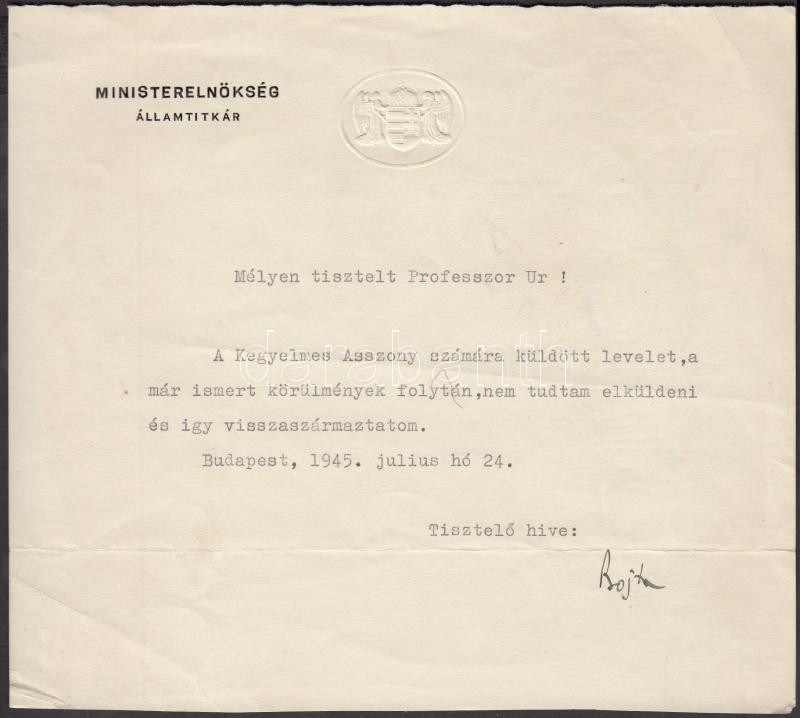 MINISTERELNÖKSÉG
ÁLLAMTITKÁR
Mélyen tisztelt Professzor Ur !
A Kegyelmes Asszony számára küldött levelet,a
már ismert körülmények folytán,nem tudtam elküldeni
és igy visszaszármaztatom.
Budapest, 1945. julius hó 24.
Tisztelő hive:
Bojta
darabanth